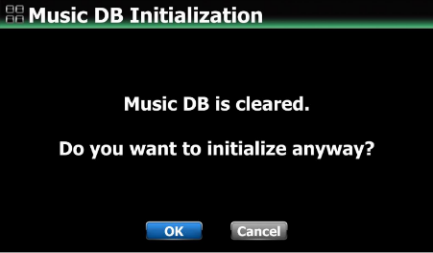 Music DB Initialization
Music DB is cleared.
Do you want to initialize anyway?
OK
Cancel